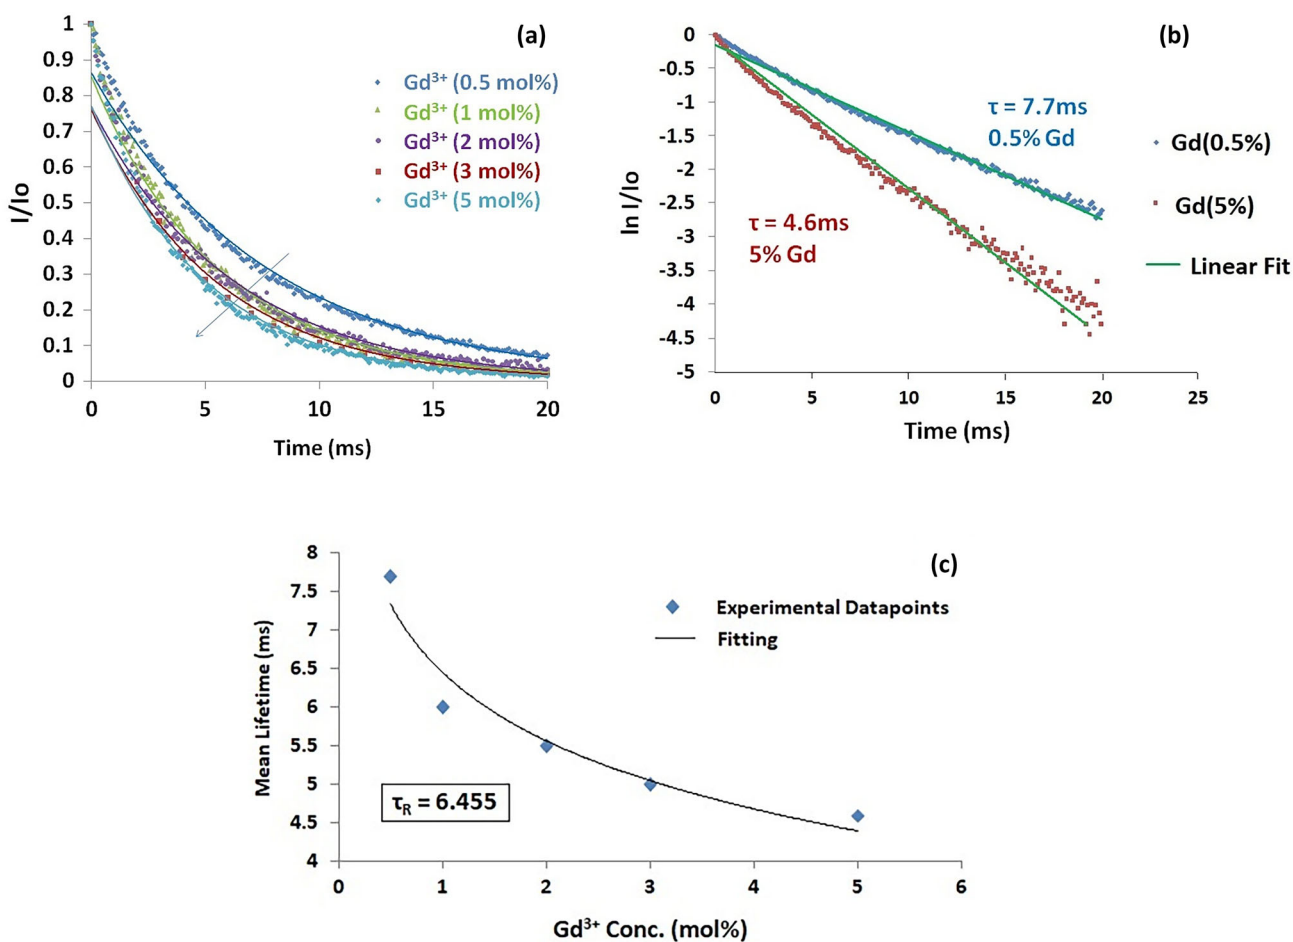 (a)
1
0.9
0.8
0.7
0.6
0.5
0.4
0.3
0.2
0.1
0
I/Io
0 5 10 15 20
Time (ms)
Gd³⁺ (0.5 mol%)
Gd³⁺ (1 mol%)
Gd³⁺ (2 mol%)
Gd³⁺ (3 mol%)
Gd³⁺ (5 mol%)
(b)
0
-0.5
-1
-1.5
-2
-2.5
-3
-3.5
-4
-4.5
-5
ln I/Io
0 5 10 15 20 25
Time (ms)
τ = 7.7ms
0.5% Gd
τ = 4.6ms
5% Gd
Gd(0.5%)
Gd(5%)
Linear Fit
(c)
8
7.5
7
6.5
6
5.5
5
4.5
4
Mean Lifetime (ms)
0 1 2 3 4 5 6
Gd³⁺ Conc. (mol%)
Experimental Datapoints
Fitting
τR = 6.455